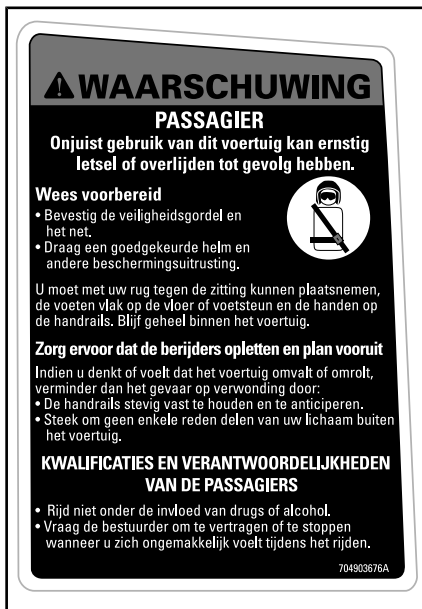 WAARSCHUWING
PASSAGIER
Onjuist gebruik van dit voertuig kan ernstig
letsel of overlijden tot gevolg hebben.
Wees voorbereid
• Bevestig de veiligheidsgordel en
het net.
• Draag een goedgekeurde helm en
andere beschermingsuitrusting.
U moet met uw rug tegen de zitting kunnen plaatsnemen,
de voeten vlak op de vloer of voetsteun en de handen op
de handrails. Blijf geheel binnen het voertuig.
Zorg ervoor dat de berijders opletten en plan vooruit
Indien u denkt of voelt dat het voertuig omvalt of omrolt,
verminder dan het gevaar op verwonding door:
• De handrails stevig vast te houden en te anticiperen.
• Steek om geen enkele reden delen van uw lichaam buiten
het voertuig.
KWALIFICATIES EN VERANTWOORDELIJKHEDEN
VAN DE PASSAGIERS
• Rijd niet onder de invloed van drugs of alcohol.
• Vraag de bestuurder om te vertragen of te stoppen
wanneer u zich ongemakkelijk voelt tijdens het rijden.
704903676A